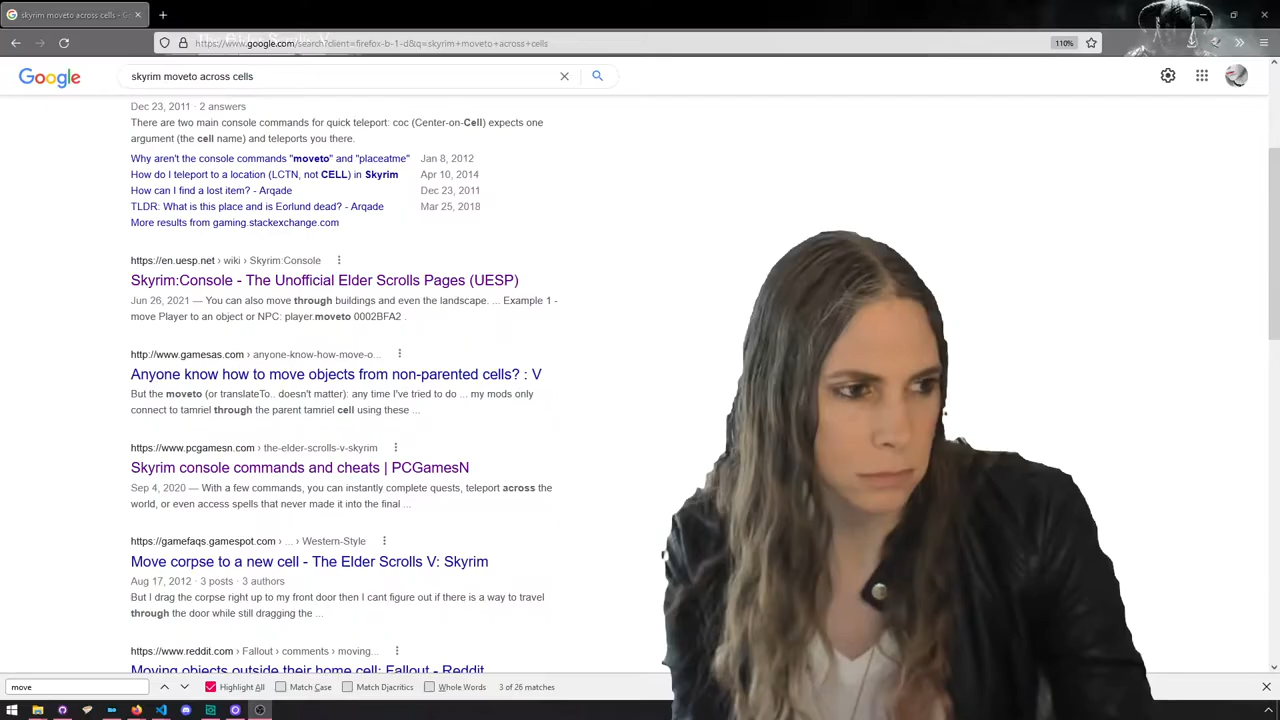 skyrim moveto across cells - G
https://www.google.com/search?client=firefox-b-1-d&q=skyrim+moveto+across+cells
110%
Google
skyrim moveto across cells
Dec 23, 2011 · 2 answers
There are two main console commands for quick teleport: coc (Center-on-Cell) expects one
argument (the cell name) and teleports you there.
Why aren't the console commands "moveto" and "placeatme" Jan 8, 2012
How do I teleport to a location (LCTN, not CELL) in Skyrim Apr 10, 2014
How can I find a lost item? - Arqade Dec 23, 2011
TLDR: What is this place and is Eorlund dead? - Arqade Mar 25, 2018
More results from gaming.stackexchange.com
https://en.uesp.net › wiki › Skyrim:Console
Skyrim:Console - The Unofficial Elder Scrolls Pages (UESP)
Jun 26, 2021 — You can also move through buildings and even the landscape. ... Example 1 -
move Player to an object or NPC: player.moveto 0002BFA2 .
http://www.gamesas.com › anyone-know-how-move-o...
Anyone know how to move objects from non-parented cells? : V
But the moveto (or translateTo.. doesn't matter): any time I've tried to do ... my mods only
connect to tamriel through the parent tamriel cell using these ...
https://www.pcgamesn.com › the-elder-scrolls-v-skyrim
Skyrim console commands and cheats | PCGamesN
Sep 4, 2020 — With a few commands, you can instantly complete quests, teleport across the
world, or even access spells that never made it into the final ...
https://gamefaqs.gamespot.com › ... › Western-Style
Move corpse to a new cell - The Elder Scrolls V: Skyrim
Aug 17, 2012 · 3 posts · 3 authors
But I drag the corpse right up to my front door then I cant figure out if there is a way to travel
through the door while still dragging the ...
https://www.reddit.com › Fallout › comments › moving...
Moving objects outside their home cell: Fallout - Reddit
move
Highlight All
Match Case
Match Diacritics
Whole Words
3 of 26 matches